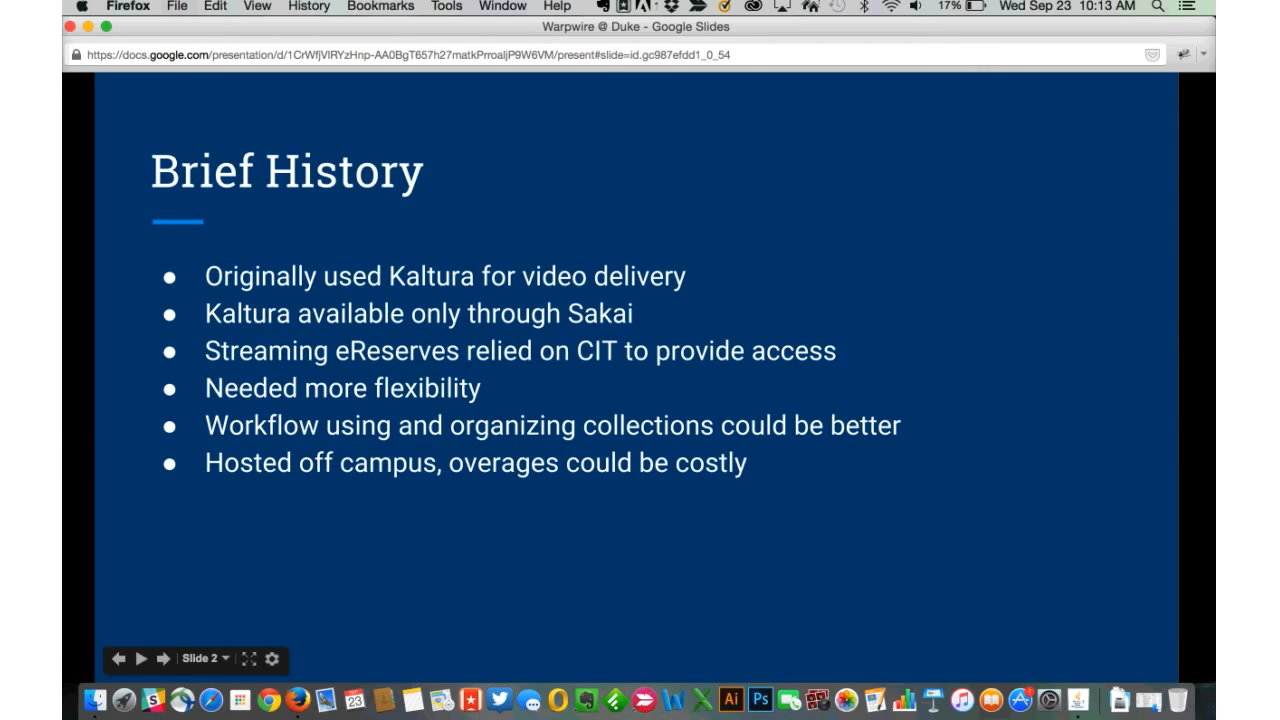 Firefox File Edit View History Bookmarks Tools Window Help 17% Wed Sep 23 10:13 AM
Warpwire @ Duke - Google Slides
https://docs.google.com/presentation/d/1CrWfjVlRYzHnp-AA0BgT657h27matkPrroaljP9W6VM/present#slide=id.gc987efdd1_0_54
Brief History
● Originally used Kaltura for video delivery
● Kaltura available only through Sakai
● Streaming eReserves relied on CIT to provide access
● Needed more flexibility
● Workflow using and organizing collections could be better
● Hosted off campus, overages could be costly
Slide 2
23 Ai Ps